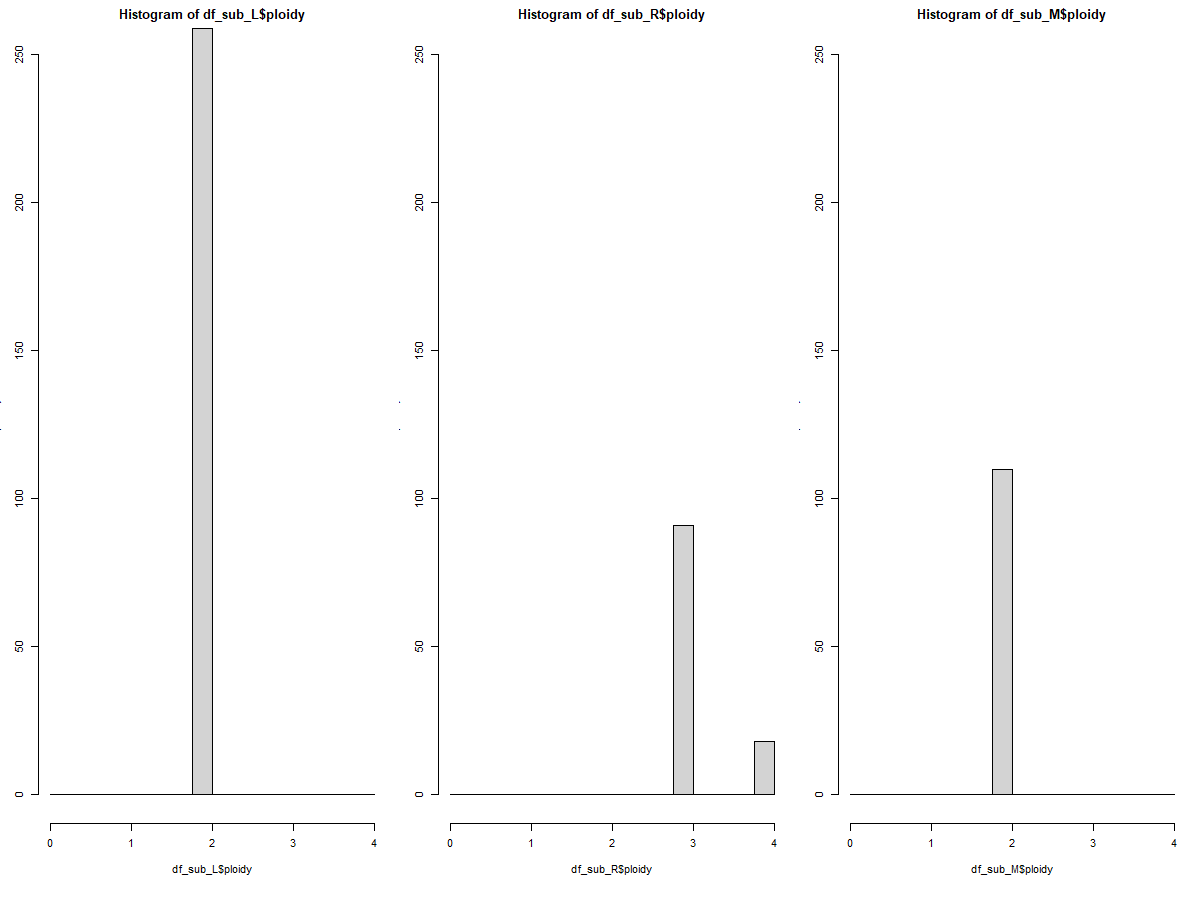 Histogram of df_sub_L$ploidy
250
200
150
100
50
0
0 1 2 3 4
df_sub_L$ploidy
Histogram of df_sub_R$ploidy
250
200
150
100
50
0
0 1 2 3 4
df_sub_R$ploidy
Histogram of df_sub_M$ploidy
250
200
150
100
50
0
0 1 2 3 4
df_sub_M$ploidy